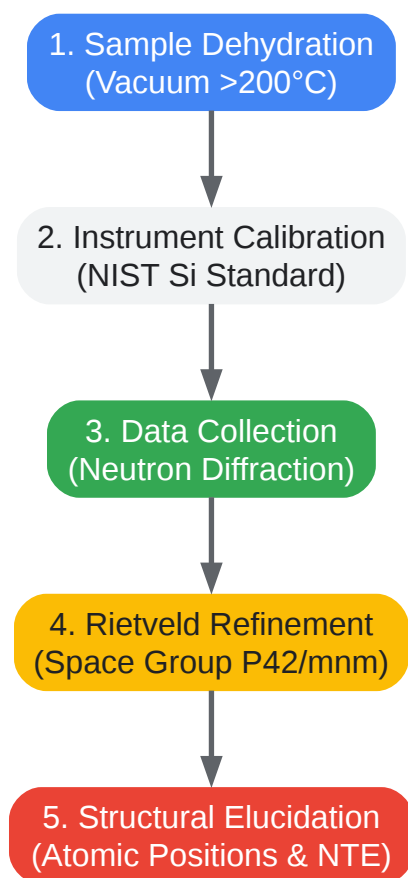 1. Sample Dehydration
(Vacuum >200°C)
2. Instrument Calibration
(NIST Si Standard)
3. Data Collection
(Neutron Diffraction)
4. Rietveld Refinement
(Space Group P42/mnm)
5. Structural Elucidation
(Atomic Positions & NTE)